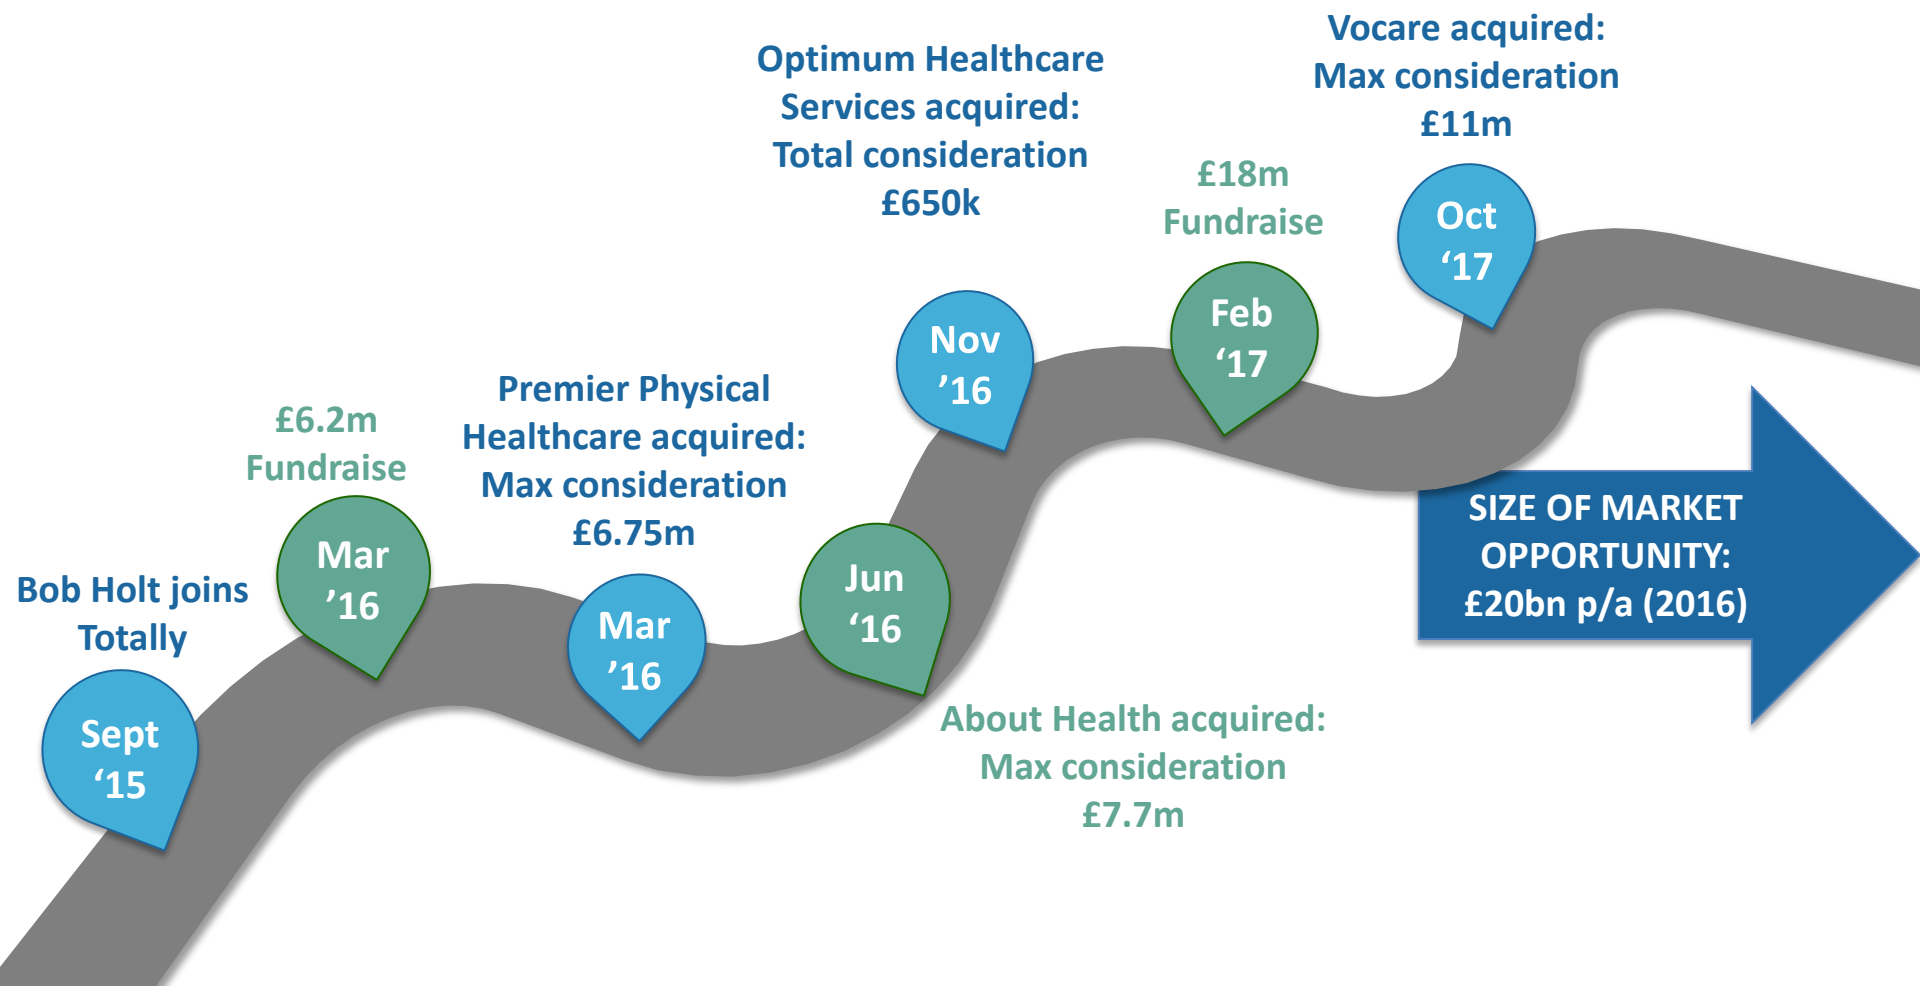 Bob Holt joins
Totally
Sept
‘15
£6.2m
Fundraise
Mar
’16
Premier Physical
Healthcare acquired:
Max consideration
£6.75m
Mar
’16
Jun
‘16
About Health acquired:
Max consideration
£7.7m
Optimum Healthcare
Services acquired:
Total consideration
£650k
Nov
’16
£18m
Fundraise
Feb
‘17
Vocare acquired:
Max consideration
£11m
Oct
‘17
SIZE OF MARKET
OPPORTUNITY:
£20bn p/a (2016)